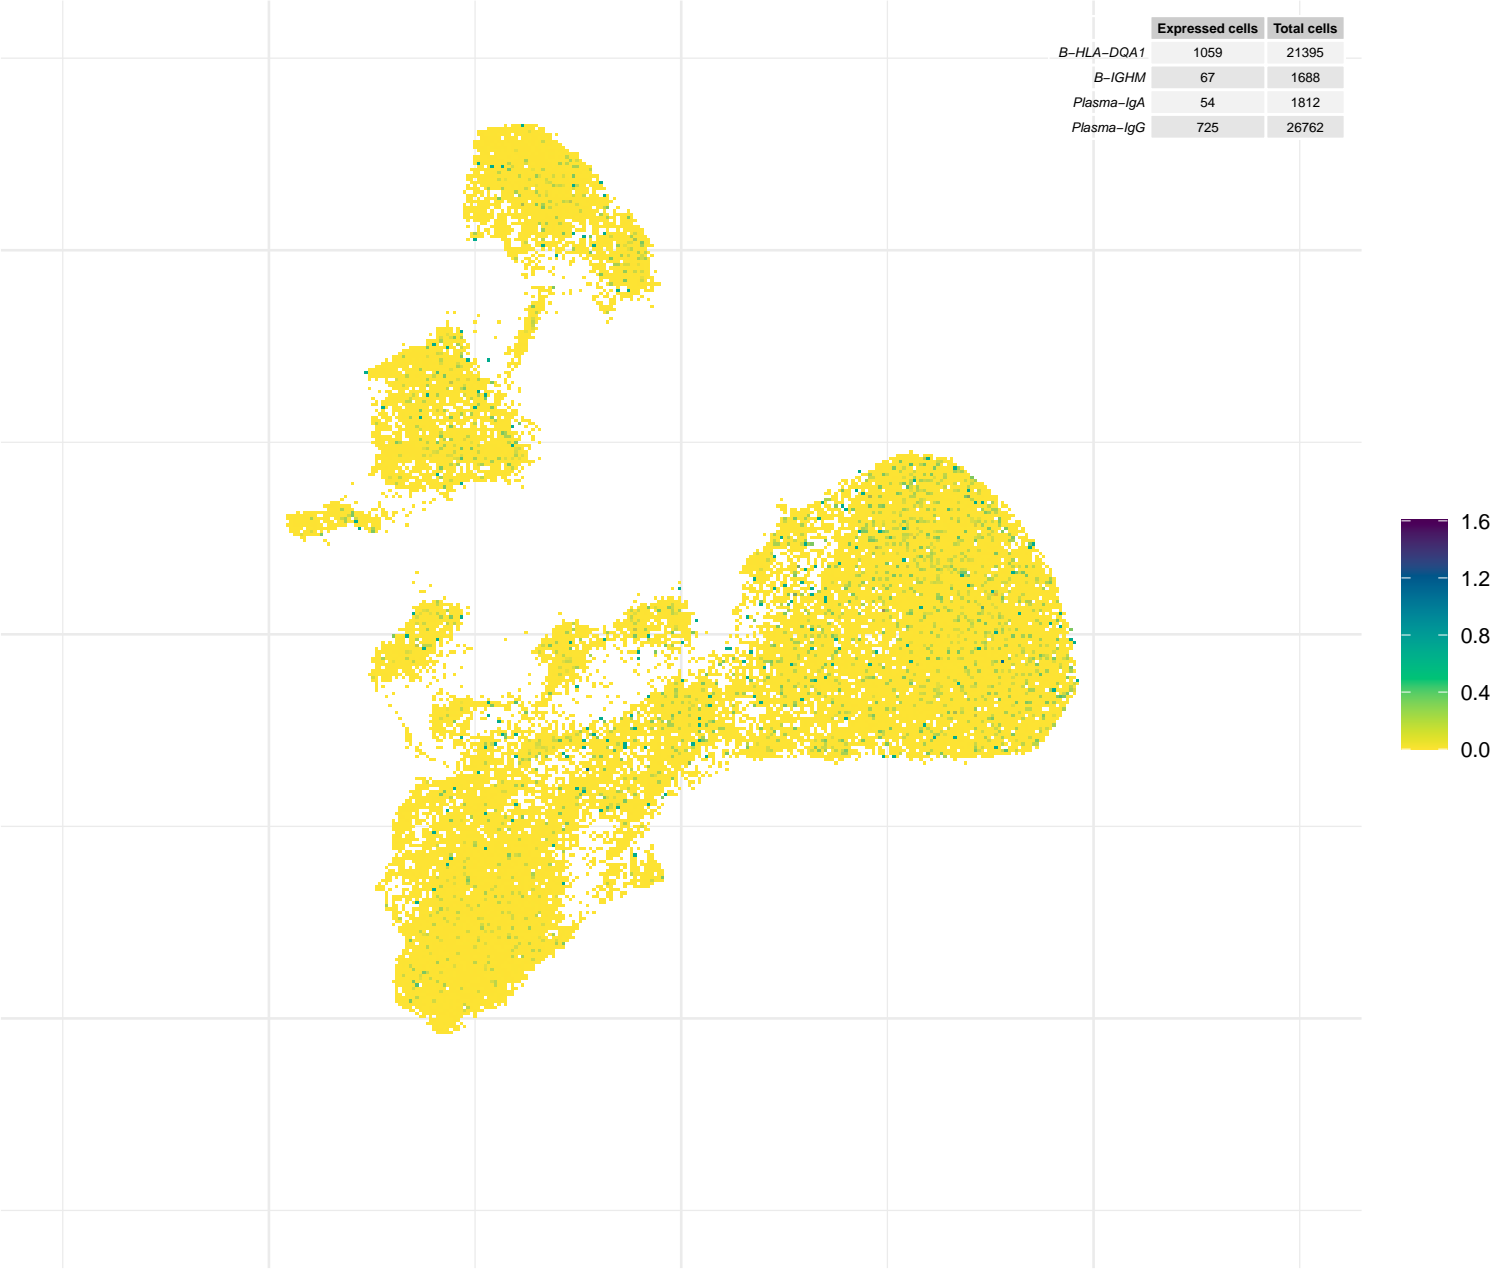 Expressed cells Total cells
B−HLA−DQA1 1059 21395
B−IGHM 67 1688
Plasma−IgA 54 1812
Plasma−IgG 725 26762
1.6
1.2
0.8
0.4
0.0